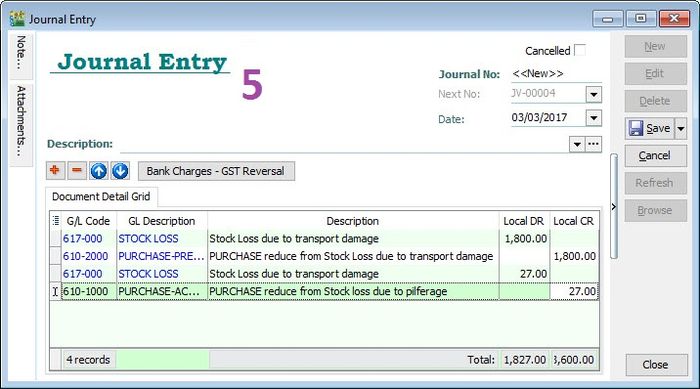 Journal Entry
Note...
Attachments...
Journal Entry
5
Cancelled
Journal No: <<New>>
Next No: JV-00004
Date: 03/03/2017
Description:
Bank Charges - GST Reversal
Document Detail Grid
G/L Code GL Description Description Local DR Local CR
617-000 STOCK LOSS Stock Loss due to transport damage 1,800.00
610-2000 PURCHASE-PRE... PURCHASE reduce from Stock Loss due to transport damage 1,800.00
617-000 STOCK LOSS Stock Loss due to transport damage 27.00
610-1000 PURCHASE-AC... PURCHASE reduce from Stock loss due to pilferage 27.00
4 records Total: 1,827.00 3,600.00
New
Edit
Delete
Save
Cancel
Refresh
Browse
Close